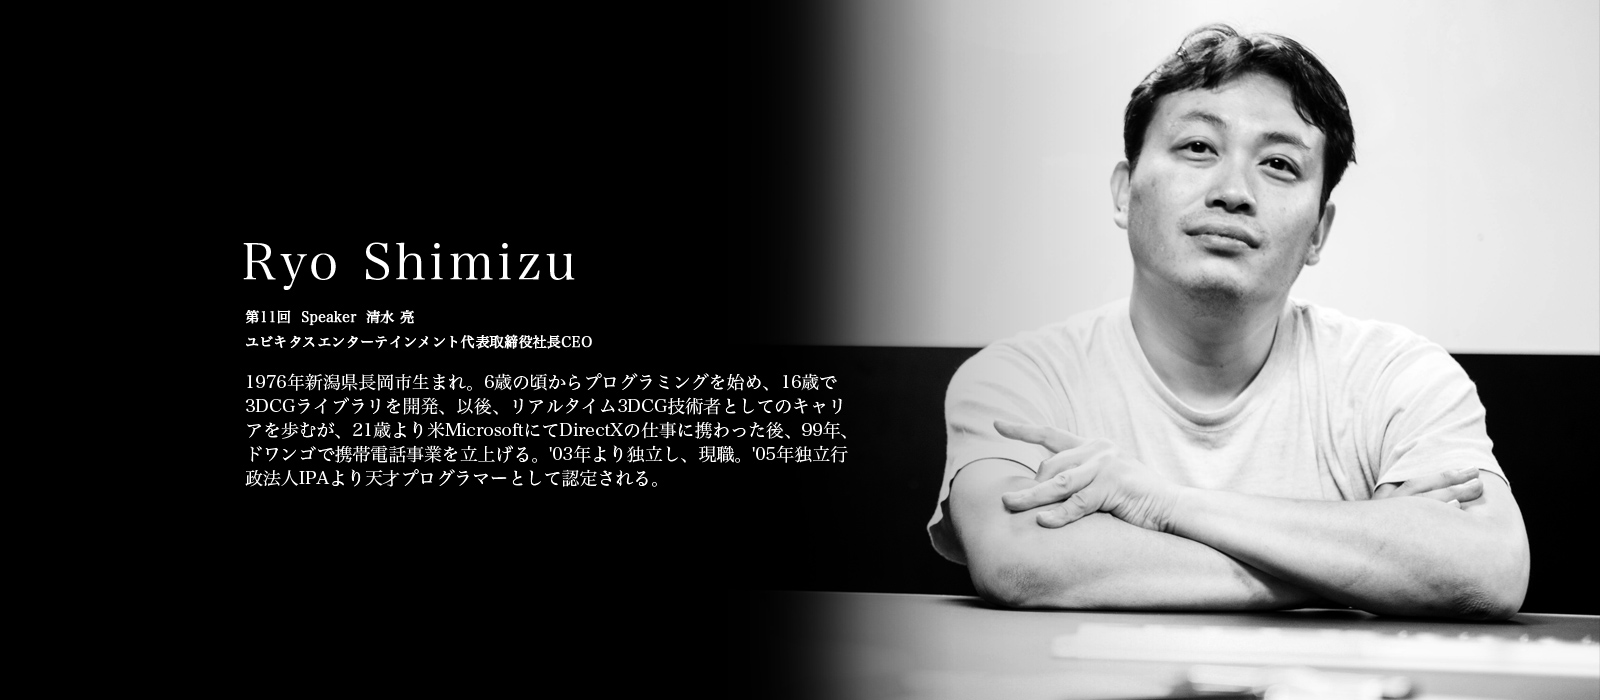 Ryo Shimizu
第11回 Speaker 清水 亮
ユビキタスエンターテインメント代表取締役社長CEO
1976年新潟県長岡市生まれ。6歳の頃からプログラミングを始め、16歳で
3DCGライブラリを開発、以後、リアルタイム3DCG技術者としてのキャリ
アを歩むが、21歳より米MicrosoftにてDirectXの仕事に携わった後、99年、
ドワンゴで携帯電話事業を立上げる。'03年より独立し、現職。'05年独立行
政法人IPAより天才プログラマーとして認定される。